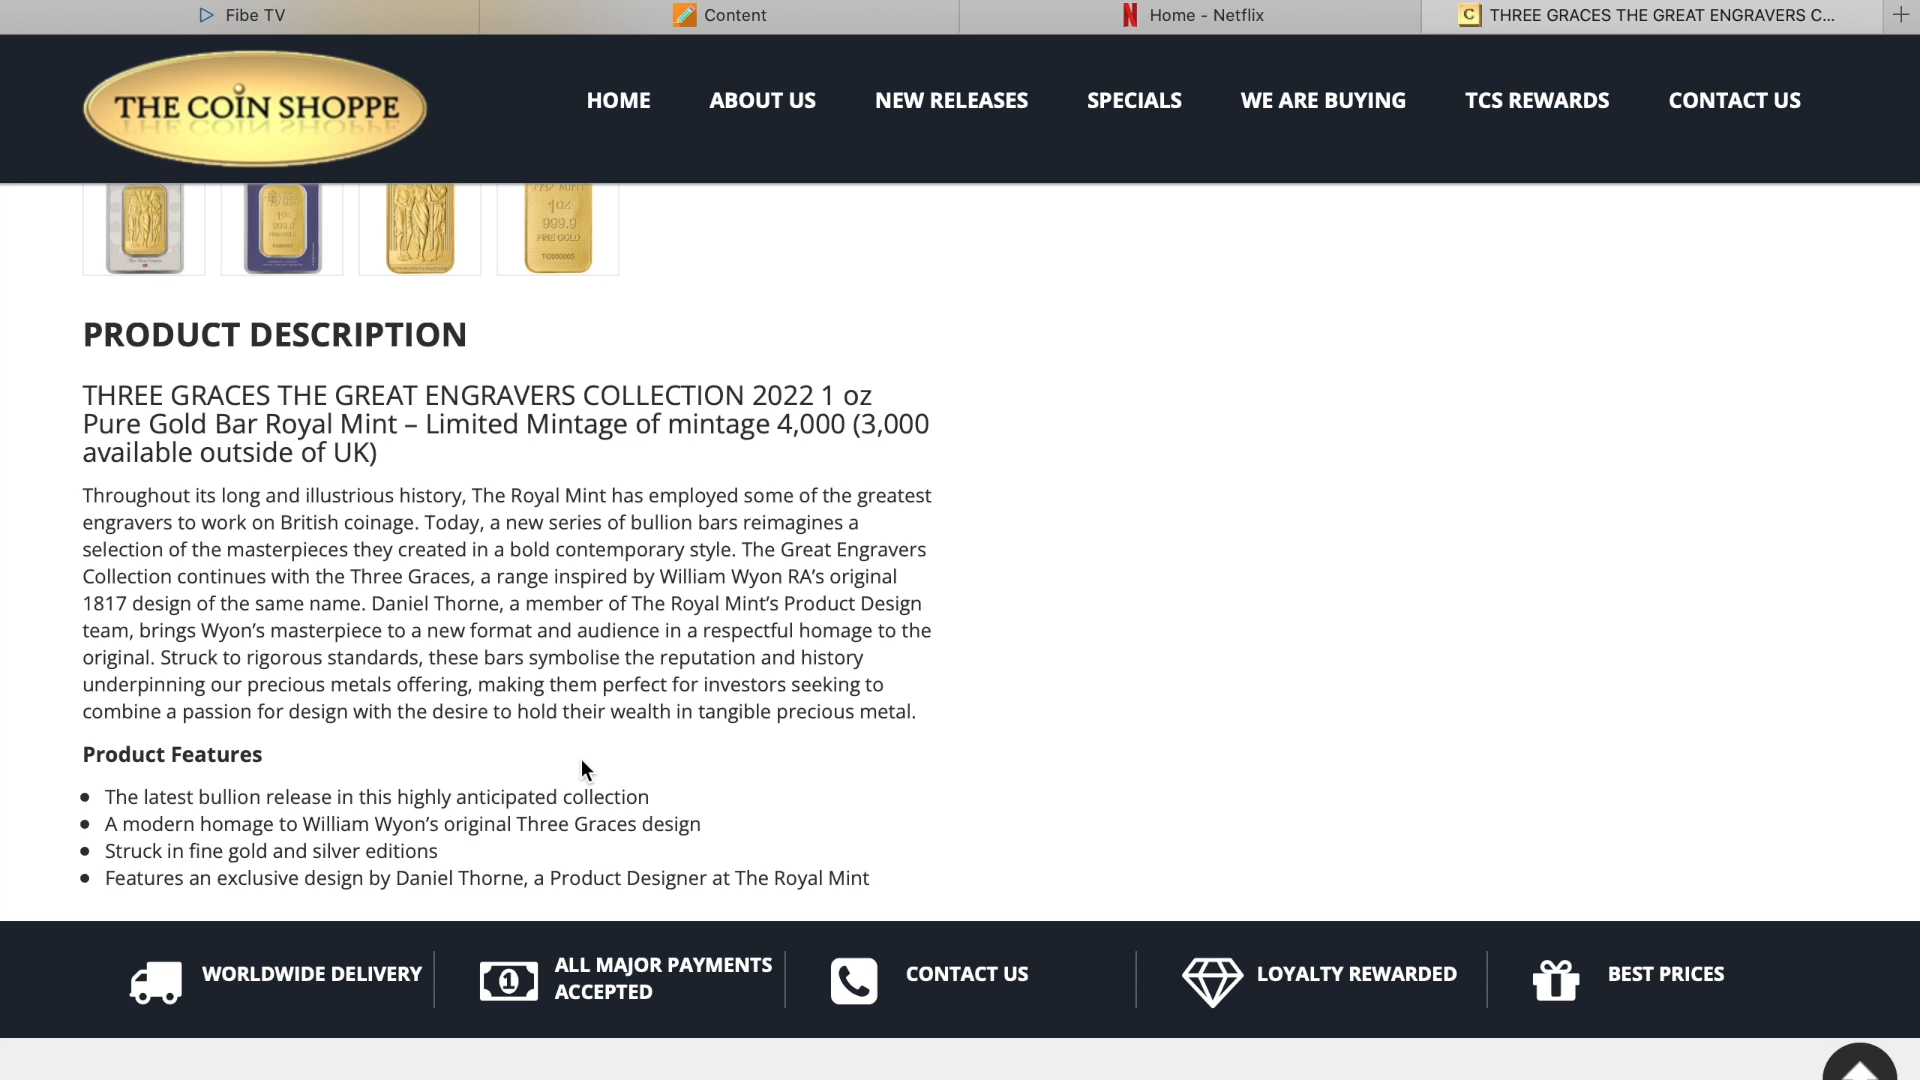 Fibe TV
Content
Home - Netflix
C THREE GRACES THE GREAT ENGRAVERS C...
THE COIN SHOPPE
HOME
ABOUT US
NEW RELEASES
SPECIALS
WE ARE BUYING
TCS REWARDS
CONTACT US
1oz
999.9
FINE GOLD
PRODUCT DESCRIPTION
THREE GRACES THE GREAT ENGRAVERS COLLECTION 2022 1 oz
Pure Gold Bar Royal Mint – Limited Mintage of mintage 4,000 (3,000
available outside of UK)
Throughout its long and illustrious history, The Royal Mint has employed some of the greatest
engravers to work on British coinage. Today, a new series of bullion bars reimagines a
selection of the masterpieces they created in a bold contemporary style. The Great Engravers
Collection continues with the Three Graces, a range inspired by William Wyon RA’s original
1817 design of the same name. Daniel Thorne, a member of The Royal Mint’s Product Design
team, brings Wyon’s masterpiece to a new format and audience in a respectful homage to the
original. Struck to rigorous standards, these bars symbolise the reputation and history
underpinning our precious metals offering, making them perfect for investors seeking to
combine a passion for design with the desire to hold their wealth in tangible precious metal.
Product Features
The latest bullion release in this highly anticipated collection
A modern homage to William Wyon’s original Three Graces design
Struck in fine gold and silver editions
Features an exclusive design by Daniel Thorne, a Product Designer at The Royal Mint
WORLDWIDE DELIVERY
ALL MAJOR PAYMENTS
ACCEPTED
CONTACT US
LOYALTY REWARDED
BEST PRICES